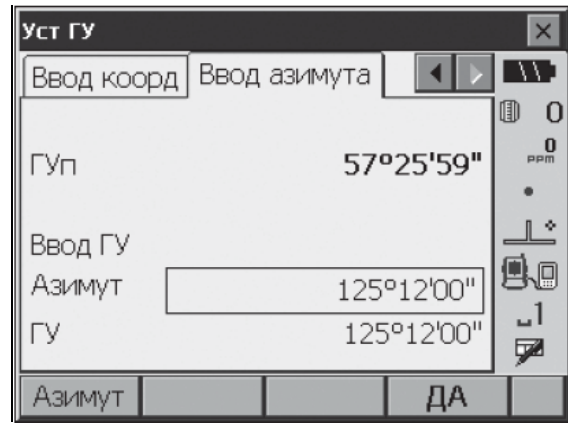 Уст ГУ
Ввод коорд Ввод азимута
0
0
PPM
ГУп 57°25'59"
Ввод ГУ
Азимут 125°12'00"
ГУ 125°12'00"
1
Азимут ДА